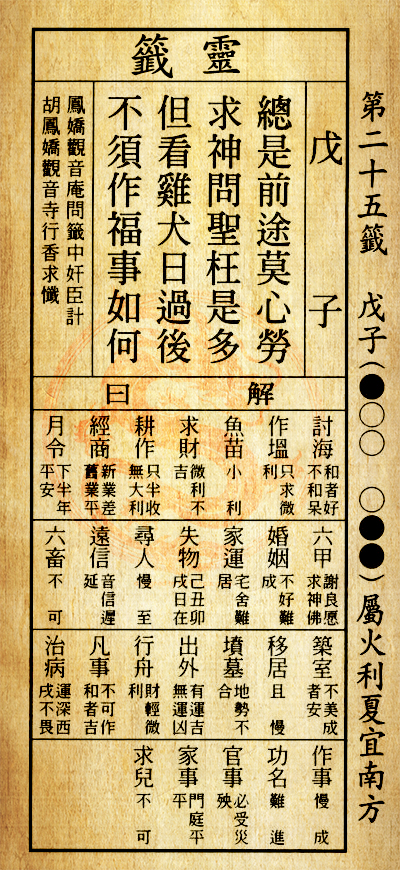 第二十五籤 戊子(●○○ ○●●)屬火利夏宜南方
靈籤
戊子
總是前途莫心勞
求神問聖枉是多
但看雞犬日過後
不須作福事如何
鳳嬌觀音庵問籤中奸臣計
胡鳳嬌觀音寺行香求懺
解曰
討海 和者好不和呆
作塭 只求微利
魚苗 小利
求財 微利不吉
耕作 只半收無大利
經商 新業差舊業平
月令 下半年平安
六甲 謝良愿求神佛
婚姻 不好難成
家運 宅舍難居
失物 己丑卯戌日在
尋人 慢至
遠信 音信遲延
六畜 不可
築室 不美成者安
移居 且慢
墳墓 地勢不合
出外 有運吉無運凶
行舟 財輕微利
凡事 不可作和者吉
治病 運深西戌不畏
作事 慢成
功名 難進
官事 必受災殃
家事 門庭平平
求兒 不可